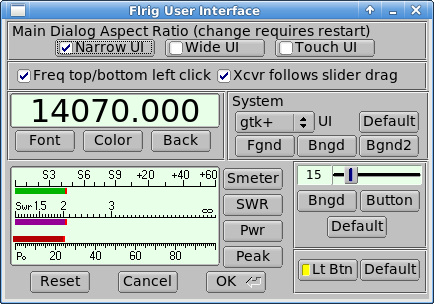 Flrig User Interface
Main Dialog Aspect Ratio (change requires restart)
Narrow UI Wide UI Touch UI
Freq top/bottom left click Xcvr follows slider drag
14070.000
Font Color Back
System
gtk+ UI Default
Fgnd Bngd Bgnd2
S3 S6 S9 +20 +40 +60
Swr 1.5 2 3 ∞
Po 20 40 60 80
Smeter
SWR
Pwr
Peak
15
Bngd Button
Default
Lt Btn Default
Reset Cancel OK